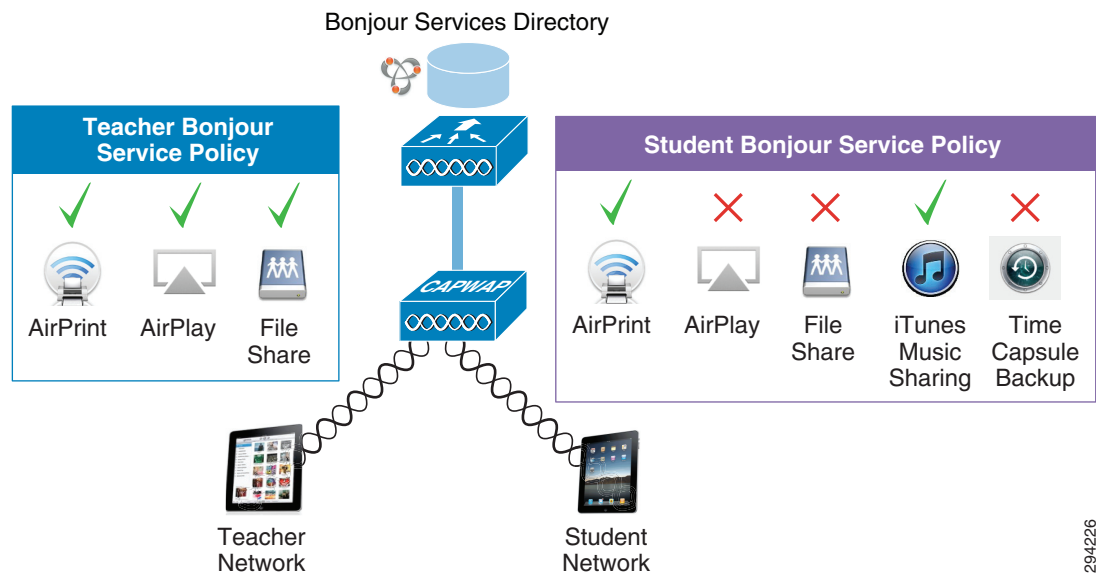 Bonjour Services Directory
Teacher Bonjour
Service Policy
AirPrint
AirPlay
File
Share
CAPWAP
Student Bonjour Service Policy
AirPrint
AirPlay
File
Share
iTunes
Music
Sharing
Time
Capsule
Backup
Teacher
Network
Student
Network
294226